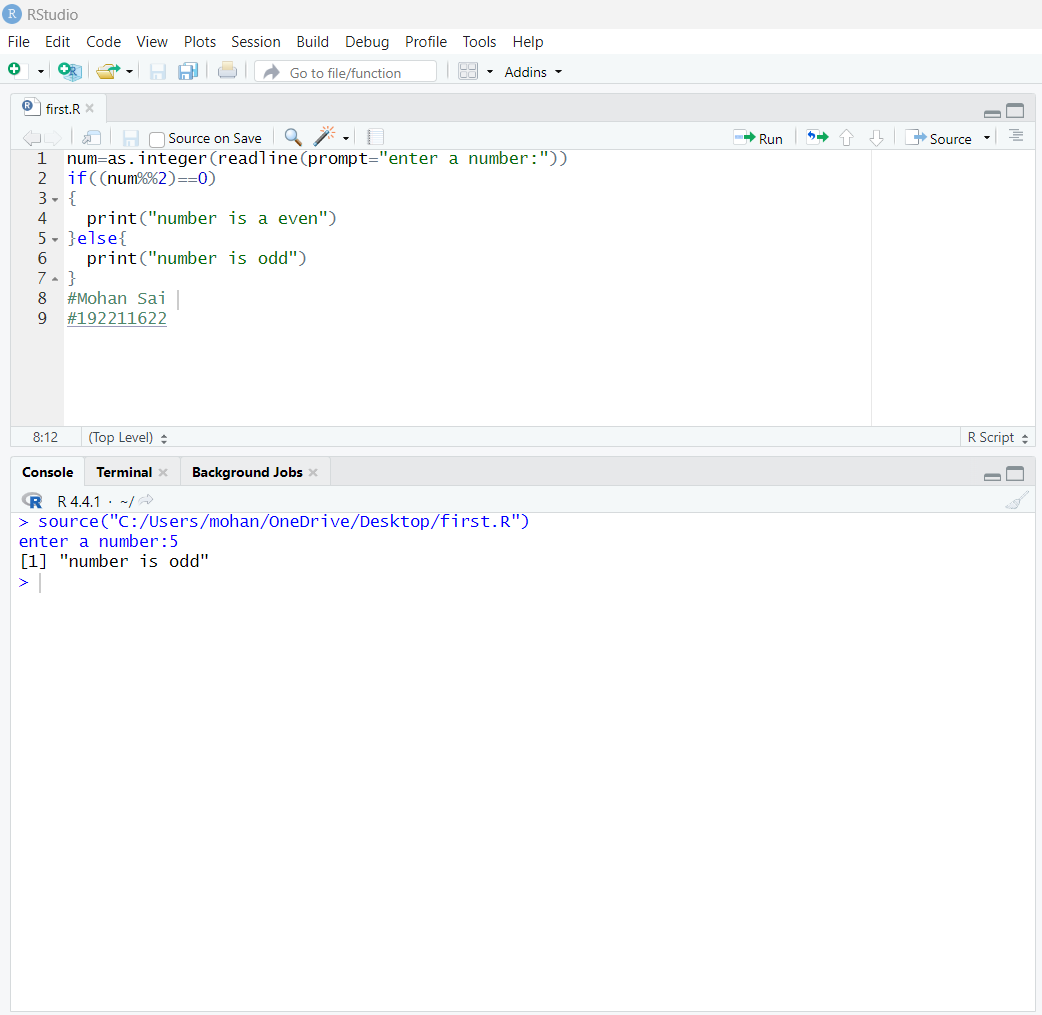 R RStudio
File Edit Code View Plots Session Build Debug Profile Tools Help
Go to file/function Addins
first.R
Source on Save Run Source
1 num=as.integer(readline(prompt="enter a number:"))
2 if((num%%2)==0)
3 {
4   print("number is a even")
5 }else{
6   print("number is odd")
7 }
8 #Mohan Sai
9 #192211622
8:12 (Top Level) R Script
Console Terminal Background Jobs
R R 4.4.1 · ~/
> source("C:/Users/mohan/OneDrive/Desktop/first.R")
enter a number:5
[1] "number is odd"
>